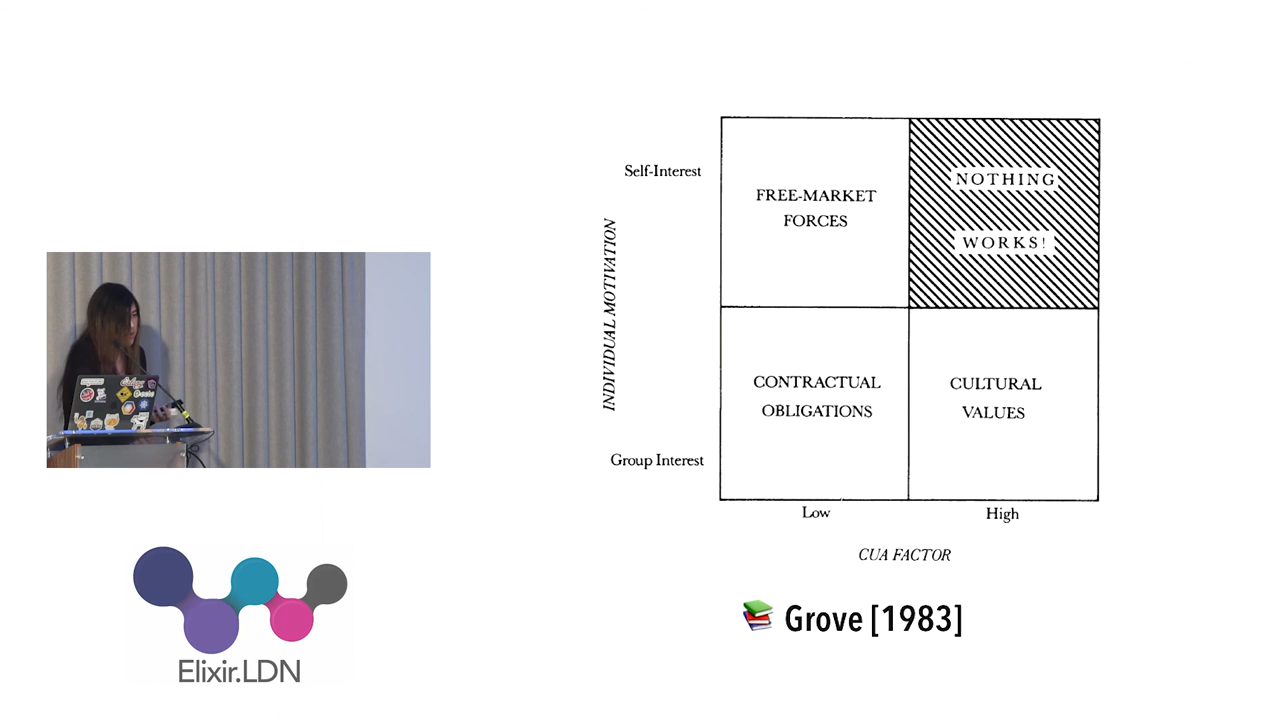 Self-Interest
FREE-MARKET
FORCES
NOTHING
WORKS!
INDIVIDUAL MOTIVATION
CONTRACTUAL
OBLIGATIONS
CULTURAL
VALUES
Group Interest
Low
High
CUA FACTOR
Grove [1983]
Elixir.LDN